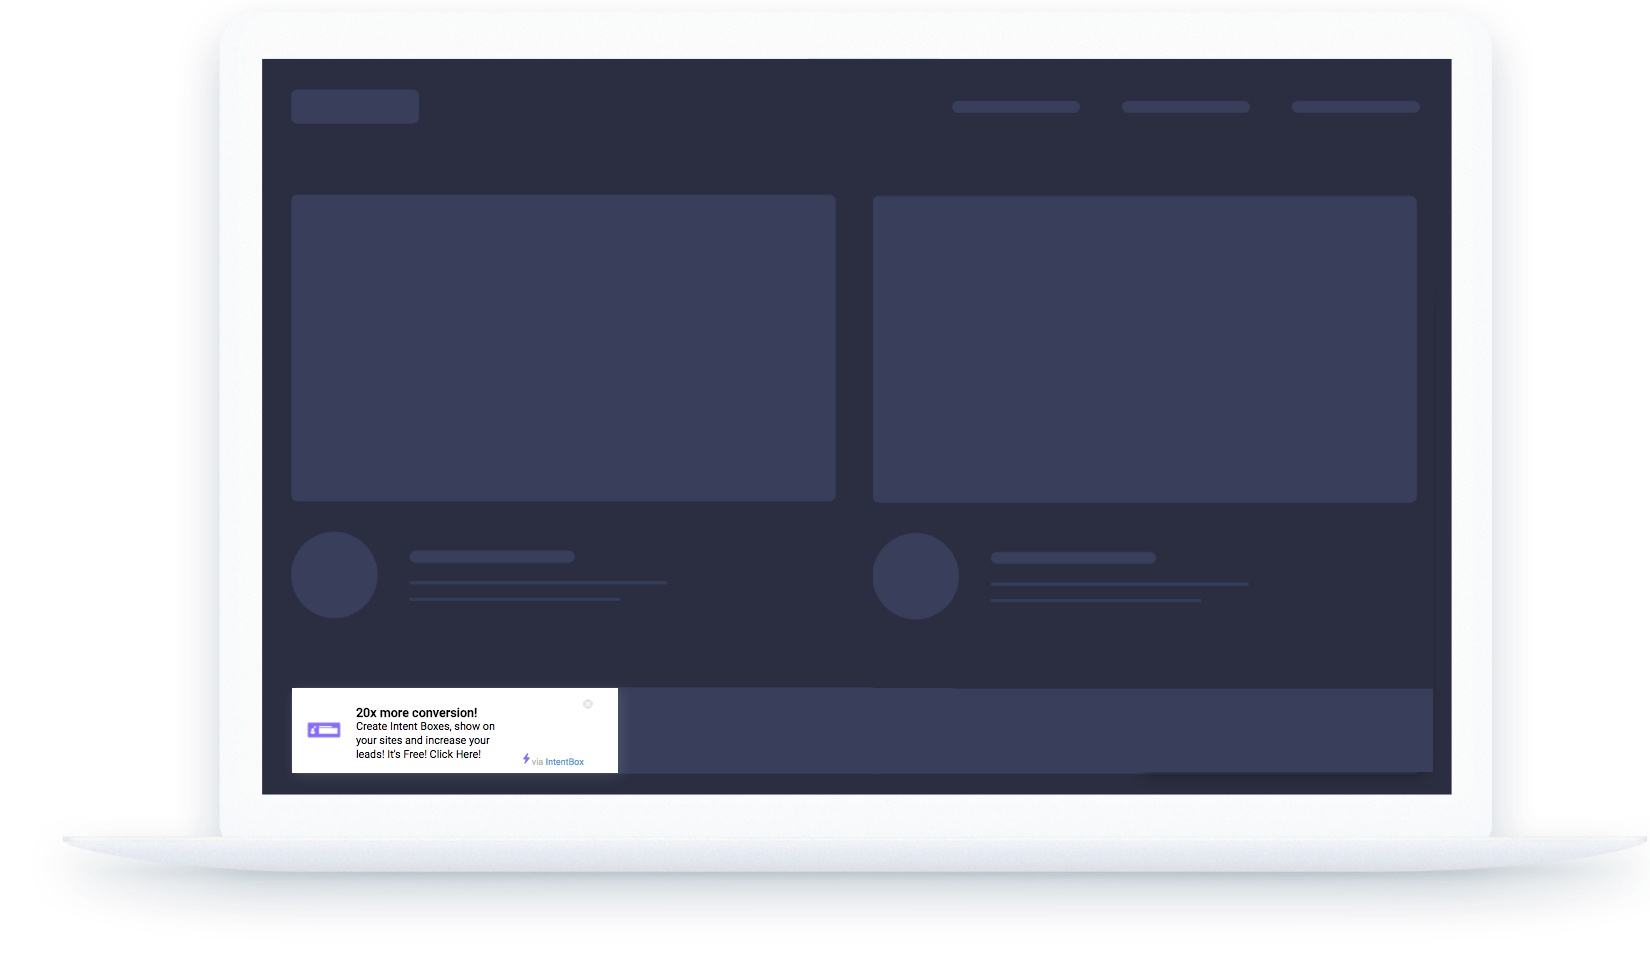 20x more conversion!
Create Intent Boxes, show on
your sites and increase your
leads! It's Free! Click Here!
via IntentBox